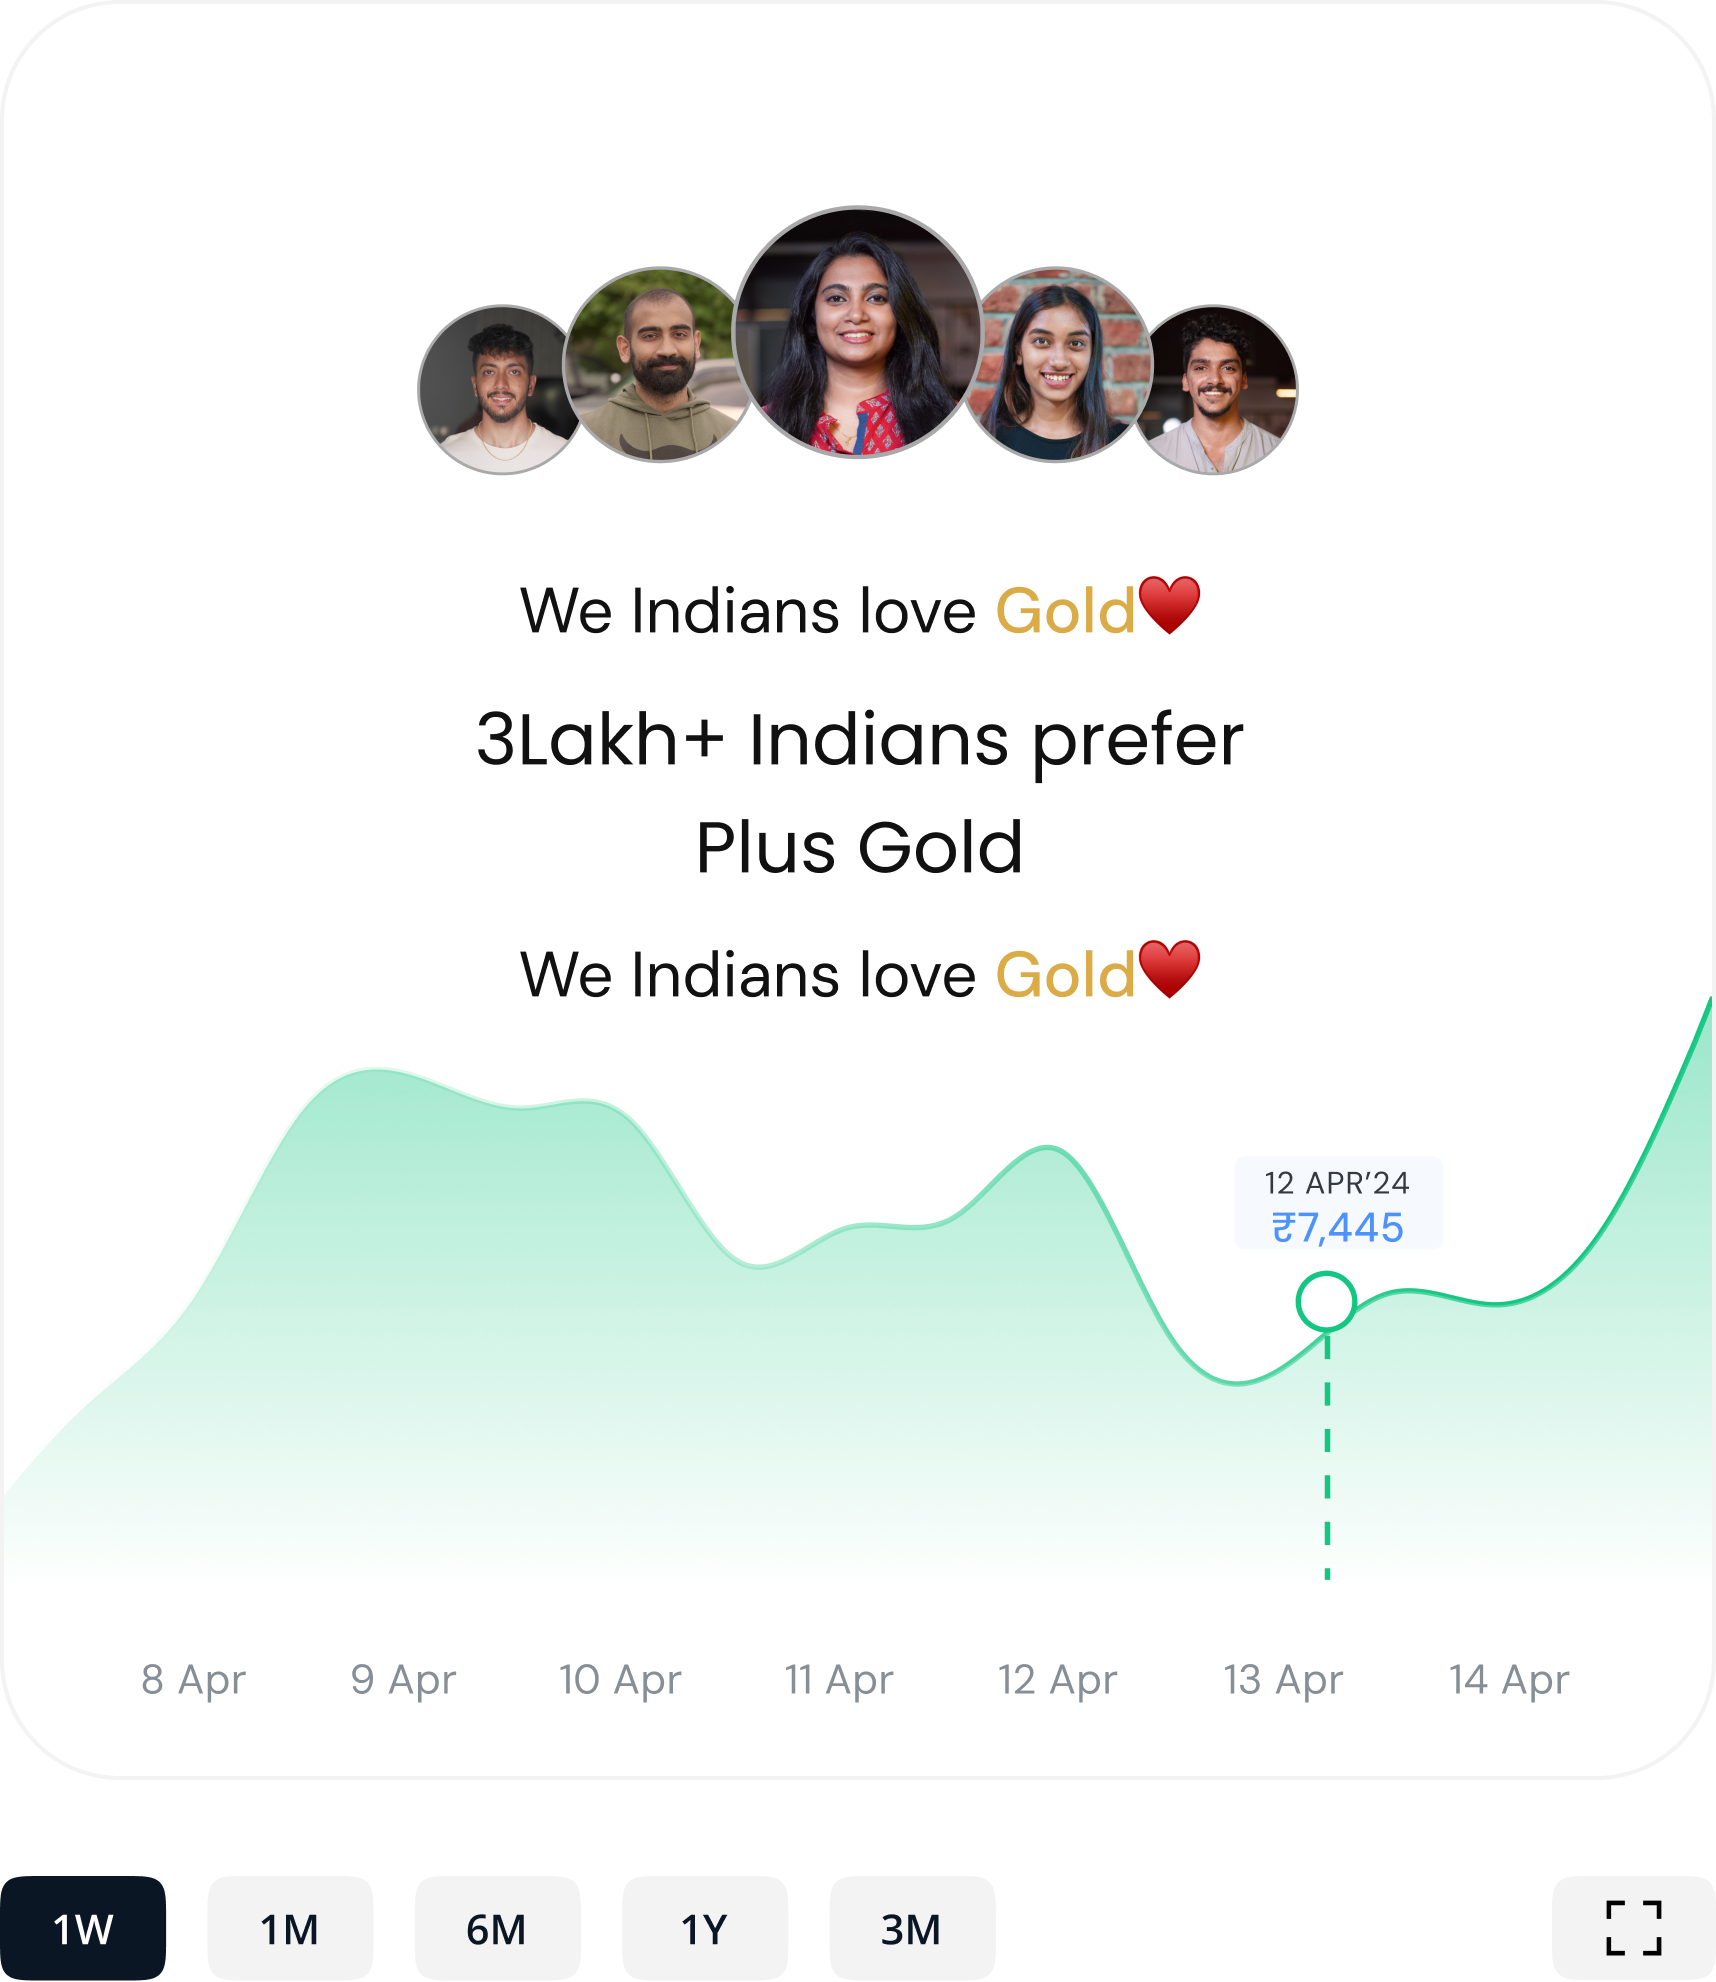 We Indians love Gold♥
3Lakh+ Indians prefer
Plus Gold
We Indians love Gold♥
12 APR’24
₹7,445
8 Apr 9 Apr 10 Apr 11 Apr 12 Apr 13 Apr 14 Apr
1W 1M 6M 1Y 3M